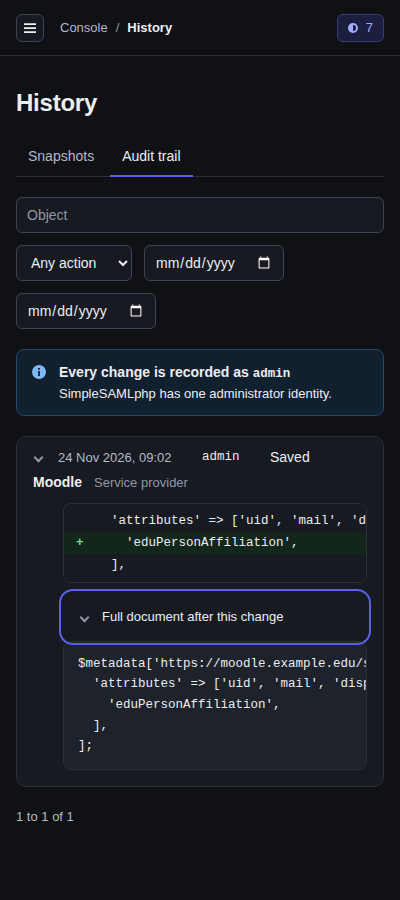 Console / History
7
History
Snapshots Audit trail
Object
Any action mm/dd/yyyy
mm/dd/yyyy
Every change is recorded as admin
SimpleSAMLphp has one administrator identity.
24 Nov 2026, 09:02 admin Saved
Moodle Service provider
'attributes' => ['uid', 'mail', 'd
+ 'eduPersonAffiliation',
],
Full document after this change
$metadata['https://moodle.example.edu/s
'attributes' => ['uid', 'mail', 'disp
'eduPersonAffiliation',
],
];
1 to 1 of 1